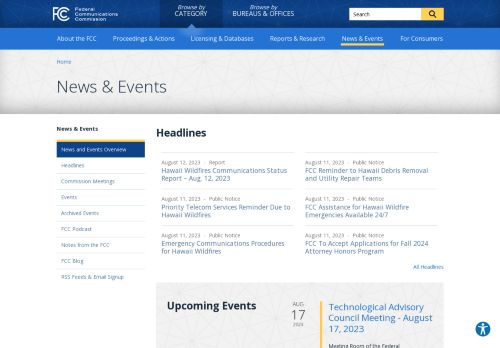 FCC Federal Communications Commission
Browse by CATEGORY
Browse by BUREAUS & OFFICES
Search
About the FCC
Proceedings & Actions
Licensing & Databases
Reports & Research
News & Events
For Consumers
Home
News & Events
News & Events
News and Events Overview
Headlines
Commission Meetings
Events
Archived Events
FCC Podcast
Notes from the FCC
FCC Blog
RSS Feeds & Email Signup
Headlines
August 12, 2023 - Report
Hawaii Wildfires Communications Status
Report – Aug. 12, 2023
August 11, 2023 - Public Notice
FCC Reminder to Hawaii Debris Removal
and Utility Repair Teams
August 11, 2023 - Public Notice
Priority Telecom Services Reminder Due to
Hawaii Wildfires
August 11, 2023 - Public Notice
FCC Assistance for Hawaii Wildfire
Emergencies Available 24/7
August 11, 2023 - Public Notice
Emergency Communications Procedures
for Hawaii Wildfires
August 11, 2023 - Public Notice
FCC To Accept Applications for Fall 2024
Attorney Honors Program
All Headlines
Upcoming Events
AUG
17
2023
Technological Advisory
Council Meeting - August
17, 2023
Meeting Room of the Federal